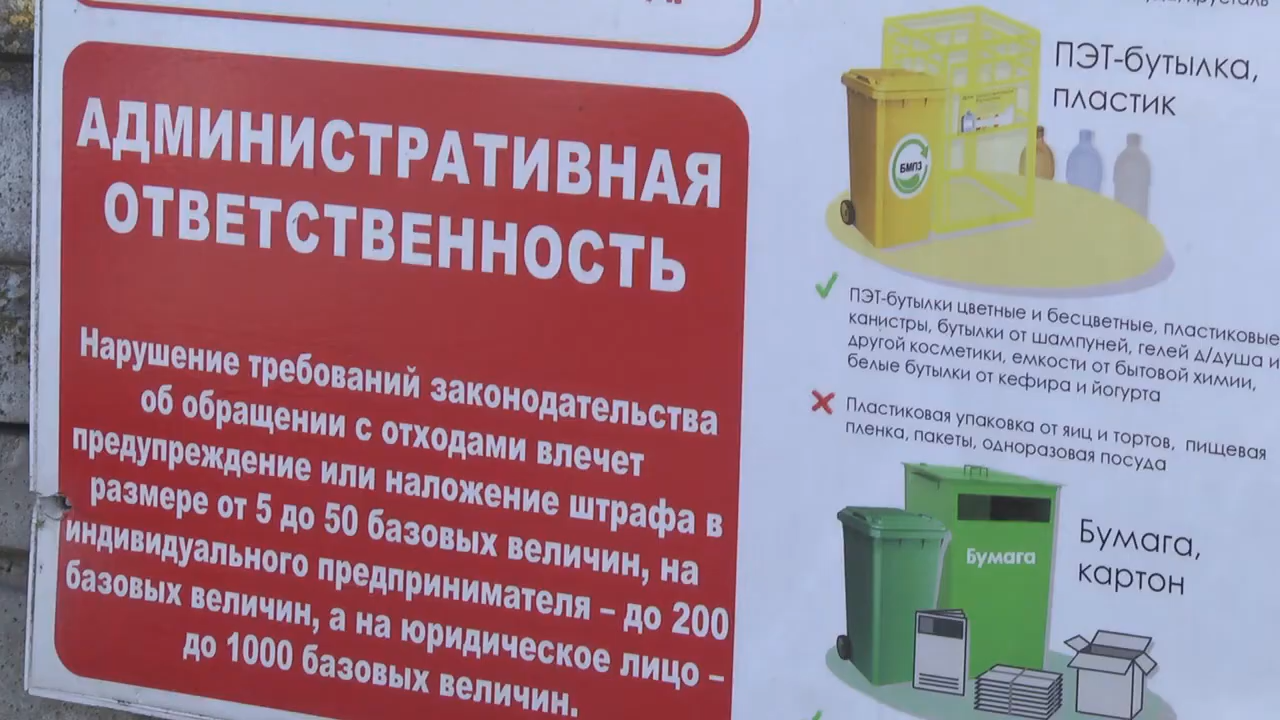 АДМИНИСТРАТИВНАЯ
ОТВЕТСТВЕННОСТЬ
Нарушение требований законодательства
об обращении с отходами влечет
предупреждение или наложение штрафа в
размере от 5 до 50 базовых величин, на
индивидуального предпринимателя – до 200
базовых величин, а на юридическое лицо –
до 1000 базовых величин.
ПЭТ-бутылка,
пластик
БМПЗ
ПЭТ-бутылки цветные и бесцветные, пластиковые
канистры, бутылки от шампуней, гелей д/душа и
другой косметики, емкости от бытовой химии,
белые бутылки от кефира и йогурта
Пластиковая упаковка от яиц и тортов, пищевая
пленка, пакеты, одноразовая посуда
Бумага
Бумага,
картон